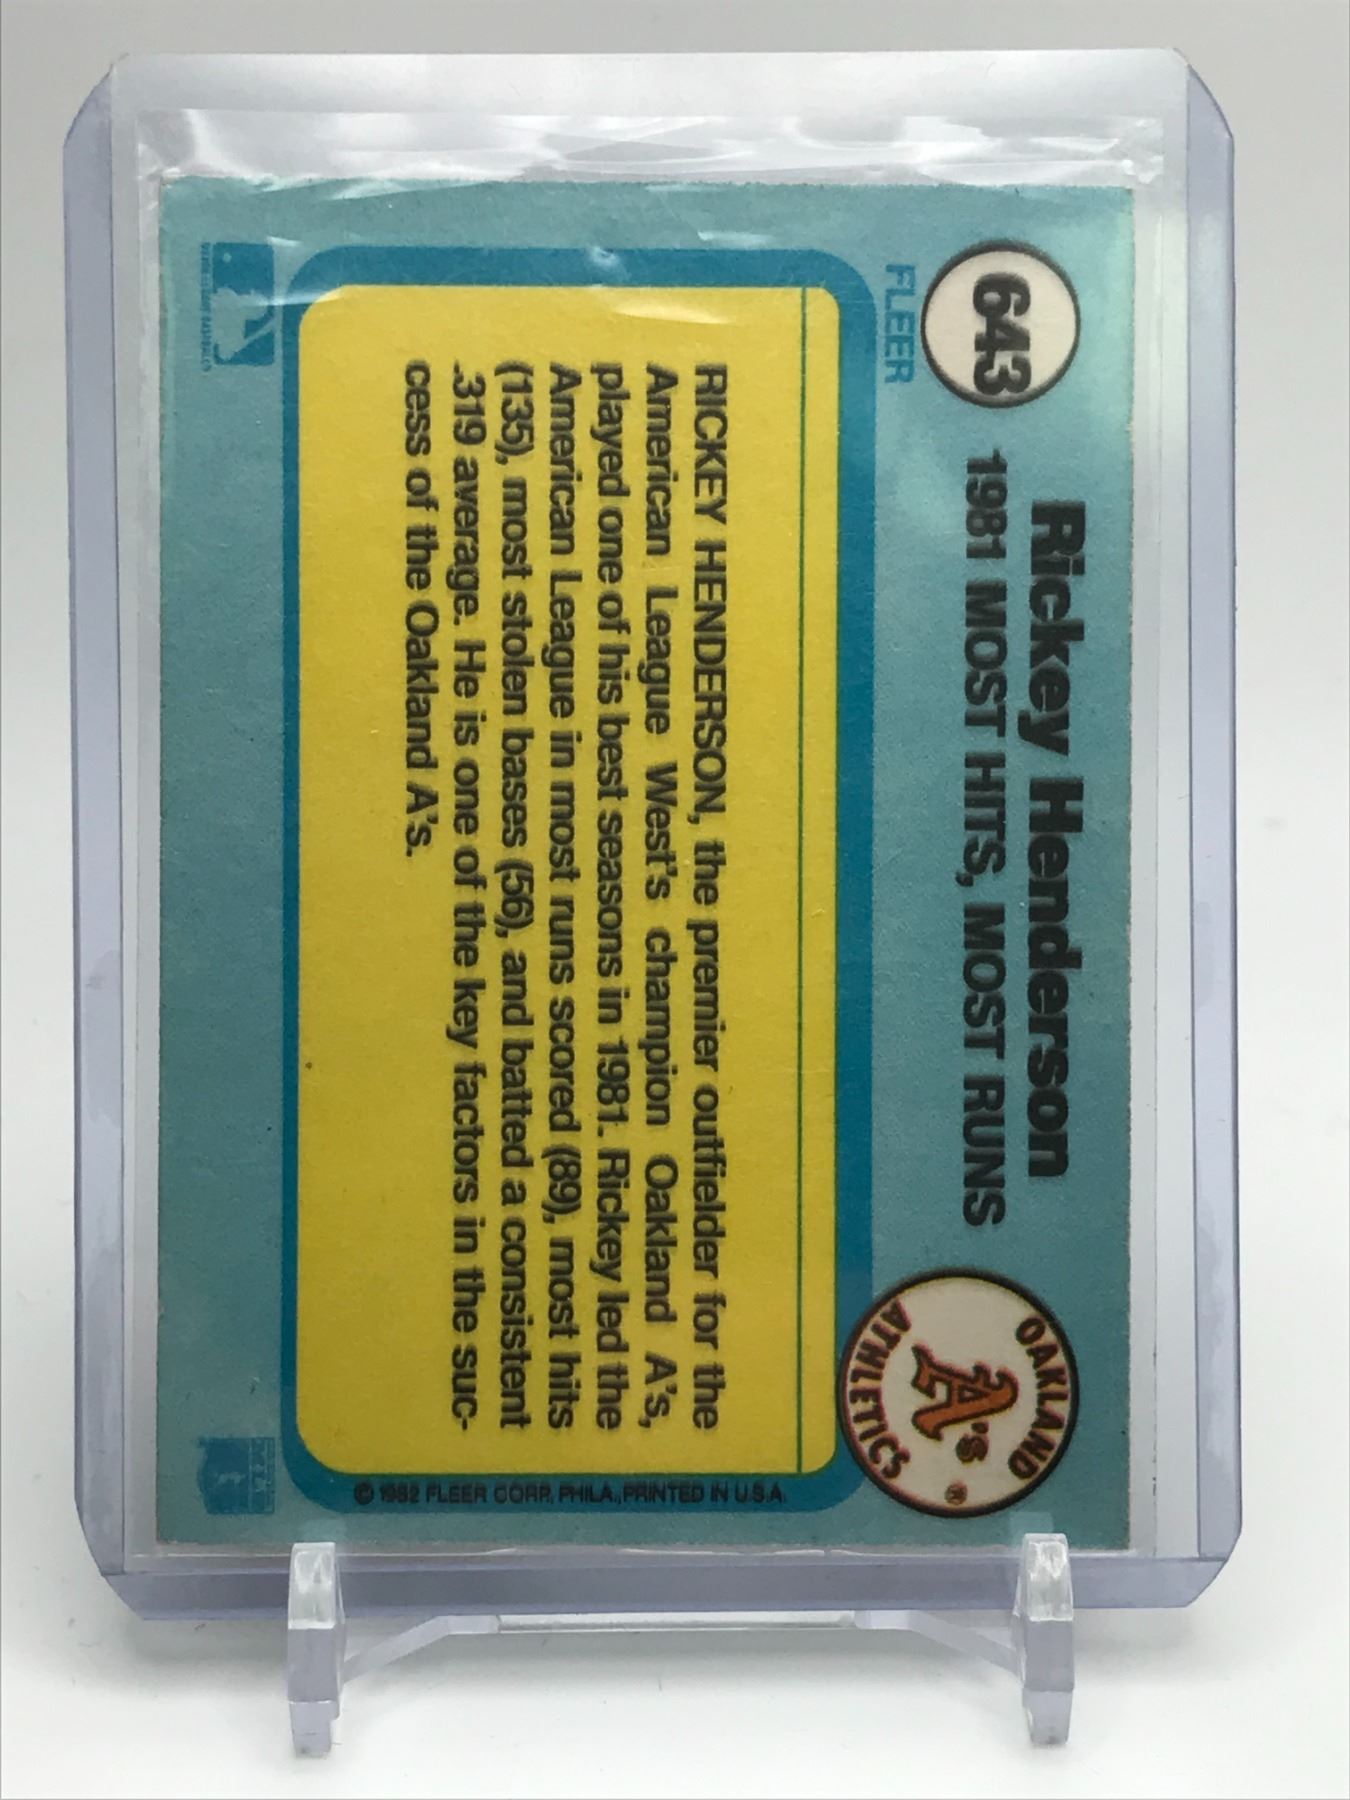 643
FLEER
Rickey Henderson
1981 MOST HITS, MOST RUNS
OAKLAND
A's ®
ATHLETICS
RICKEY HENDERSON, the premier outfielder for the
American League West's champion Oakland A's,
played one of his best seasons in 1981. Rickey led the
American League in most runs scored (89), most hits
(135), most stolen bases (56), and batted a consistent
.319 average. He is one of the key factors in the suc-
cess of the Oakland A's.
© 1982 FLEER CORP. PHILA., PRINTED IN U.S.A.